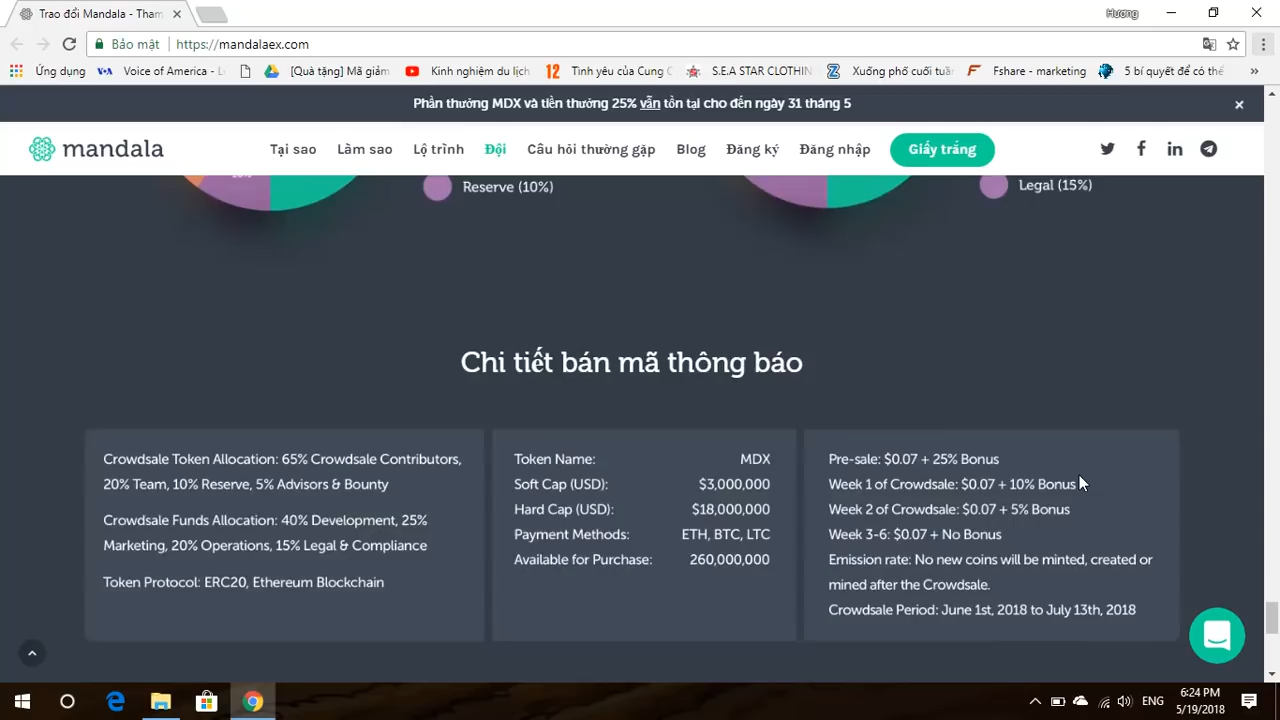 Trao đổi Mandala - Tham
Hương
Bảo mật
https://mandalaex.com
Ứng dụng
Voice of America - L
[Quà tặng] Mã giảm
Kinh nghiệm du lịch
12
Tình yêu của Cung
S.E.A STAR CLOTHIN
Xuống phố cuối tuần
Fshare - marketing
5 bí quyết để có thể
Phần thưởng MDX và tiền thưởng 25% vẫn tồn tại cho đến ngày 31 tháng 5
mandala
Tại sao
Làm sao
Lộ trình
Đội
Câu hỏi thường gặp
Blog
Đăng ký
Đăng nhập
Giấy trắng
Reserve (10%)
Legal (15%)
Chi tiết bán mã thông báo
Crowdsale Token Allocation: 65% Crowdsale Contributors,
20% Team, 10% Reserve, 5% Advisors & Bounty
Crowdsale Funds Allocation: 40% Development, 25%
Marketing, 20% Operations, 15% Legal & Compliance
Token Protocol: ERC20, Ethereum Blockchain
Token Name: MDX
Soft Cap (USD): $3,000,000
Hard Cap (USD): $18,000,000
Payment Methods: ETH, BTC, LTC
Available for Purchase: 260,000,000
Pre-sale: $0.07 + 25% Bonus
Week 1 of Crowdsale: $0.07 + 10% Bonus
Week 2 of Crowdsale: $0.07 + 5% Bonus
Week 3-6: $0.07 + No Bonus
Emission rate: No new coins will be minted, created or
mined after the Crowdsale.
Crowdsale Period: June 1st, 2018 to July 13th, 2018
ENG
6:24 PM
5/19/2018